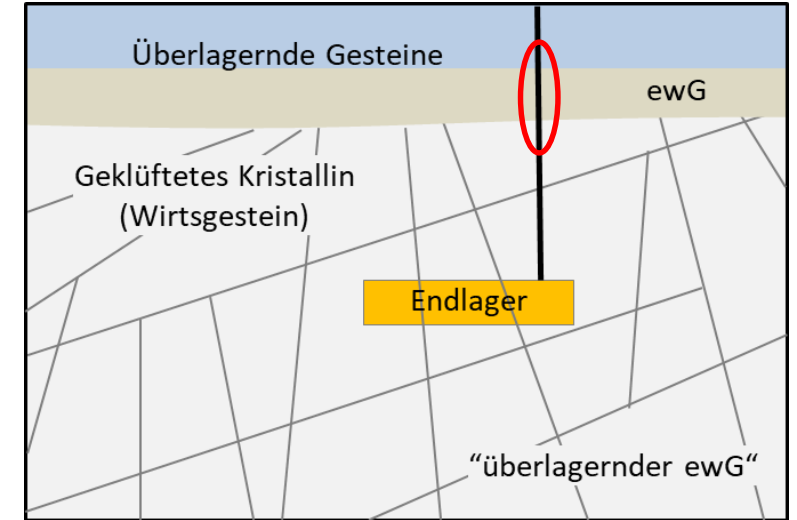 Überlagernde Gesteine
ewG
Geklüftetes Kristallin
(Wirtsgestein)
Endlager
“überlagernder ewG“